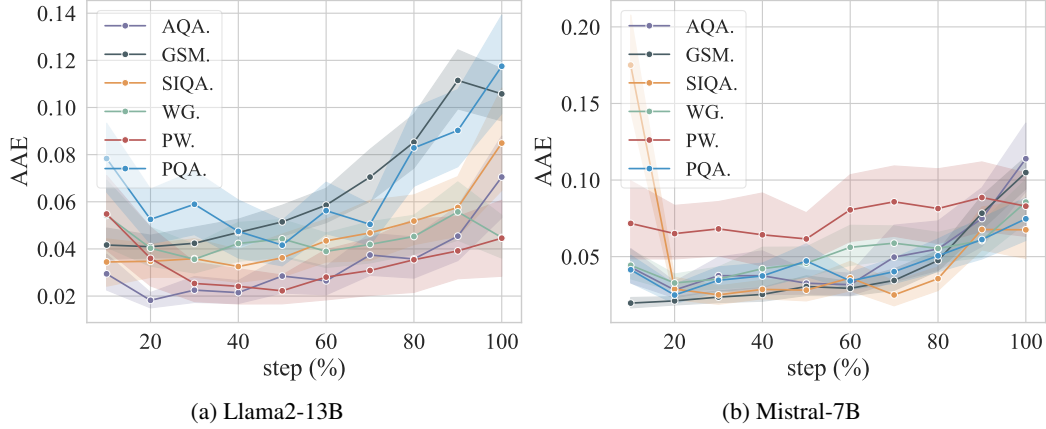 0.14
0.12
0.10
0.08
0.06
0.04
0.02
AAE
AQA.
GSM.
SIQA.
WG.
PW.
PQA.
20
40
60
80
100
step (%)
(a) Llama2-13B
0.20
0.15
0.10
0.05
AAE
AQA.
GSM.
SIQA.
WG.
PW.
PQA.
20
40
60
80
100
step (%)
(b) Mistral-7B